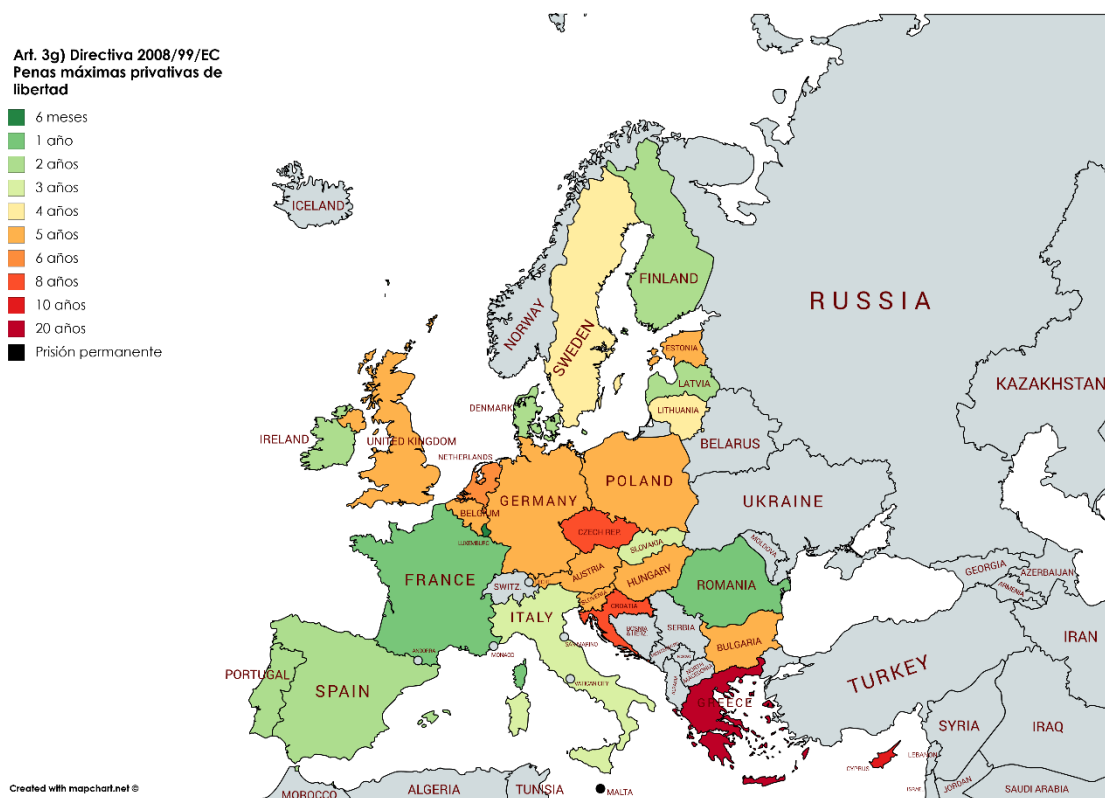 Art. 3g) Directiva 2008/99/EC
Penas máximas privativas de
libertad
6 meses
1 año
2 años
3 años
4 años
5 años
6 años
8 años
10 años
20 años
Prisión permanente
ICELAND
NORWAY
SWEDEN
FINLAND
RUSSIA
ESTONIA
LATVIA
LITHUANIA
KAZAKHSTAN
DENMARK
IRELAND
UNITED KINGDOM
NETHERLANDS
BELARUS
POLAND
GERMANY
BELGIUM
UKRAINE
CZECH REP.
LUXEMBURG
SLOVAKIA
MOLDOVA
FRANCE
SWITZ.
AUSTRIA
HUNGARY
ROMANIA
SLOVENIA
CROATIA
GEORGIA
AZERBAIJAN
ARMENIA
ITALY
BOSNIA
& HERZ.
SERBIA
SAN MARINO
MONACO
ANDORRA
BULGARIA
IRAN
PORTUGAL
SPAIN
VATICAN CITY
NORTH
MACEDONIA
TURKEY
GREECE
SYRIA
IRAQ
CYPRUS
LEBANON
ISRAEL
JORDAN
SAUDI ARABIA
MOROCCO
ALGERIA
TUNISIA
MALTA
Created with mapchart.net ©